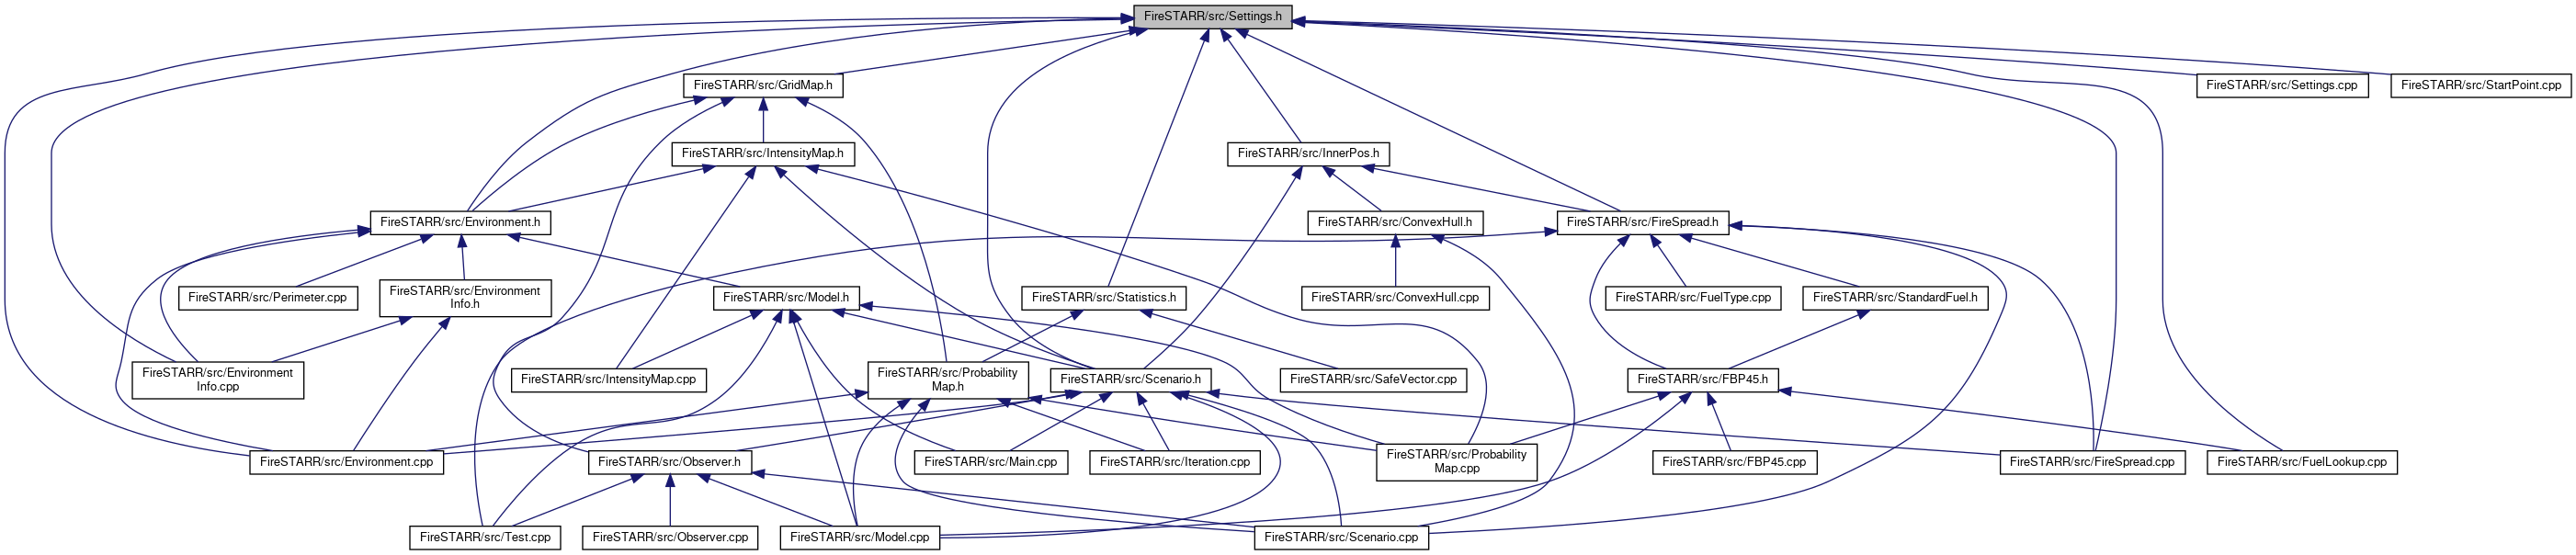 FireSTARR/src/Settings.h
FireSTARR/src/GridMap.h
FireSTARR/src/Settings.cpp
FireSTARR/src/StartPoint.cpp
FireSTARR/src/IntensityMap.h
FireSTARR/src/InnerPos.h
FireSTARR/src/Environment.h
FireSTARR/src/ConvexHull.h
FireSTARR/src/FireSpread.h
FireSTARR/src/Perimeter.cpp
FireSTARR/src/Environment
Info.h
FireSTARR/src/Model.h
FireSTARR/src/Statistics.h
FireSTARR/src/ConvexHull.cpp
FireSTARR/src/FuelType.cpp
FireSTARR/src/StandardFuel.h
FireSTARR/src/Environment
Info.cpp
FireSTARR/src/IntensityMap.cpp
FireSTARR/src/Probability
Map.h
FireSTARR/src/Scenario.h
FireSTARR/src/SafeVector.cpp
FireSTARR/src/FBP45.h
FireSTARR/src/Environment.cpp
FireSTARR/src/Observer.h
FireSTARR/src/Main.cpp
FireSTARR/src/Iteration.cpp
FireSTARR/src/Probability
Map.cpp
FireSTARR/src/FBP45.cpp
FireSTARR/src/FireSpread.cpp
FireSTARR/src/FuelLookup.cpp
FireSTARR/src/Test.cpp
FireSTARR/src/Observer.cpp
FireSTARR/src/Model.cpp
FireSTARR/src/Scenario.cpp